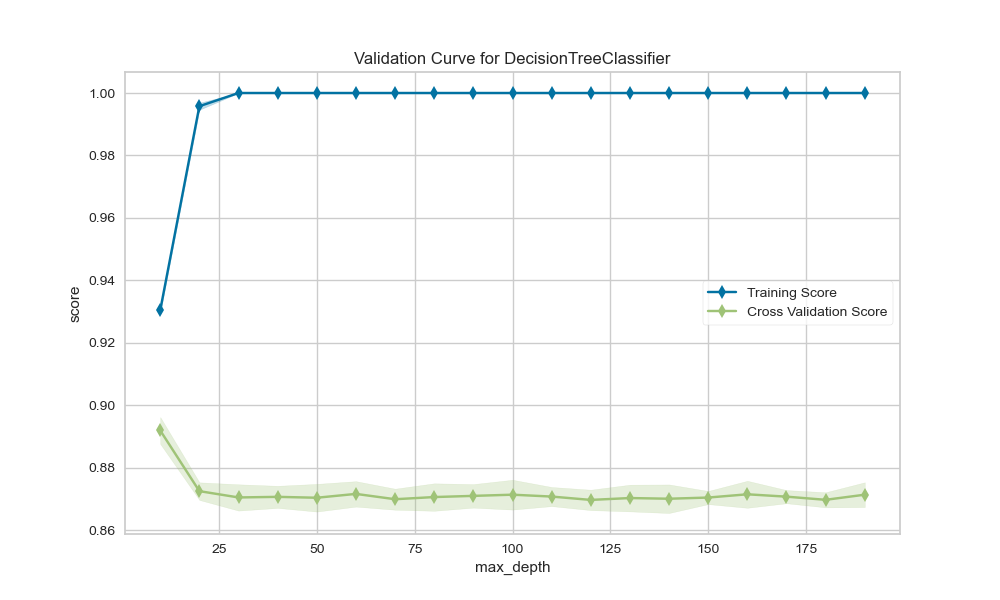 Validation Curve for DecisionTreeClassifier
1.00
0.98
0.96
0.94
0.92
0.90
0.88
0.86
score
Training Score
Cross Validation Score
25 50 75 100 125 150 175
max_depth